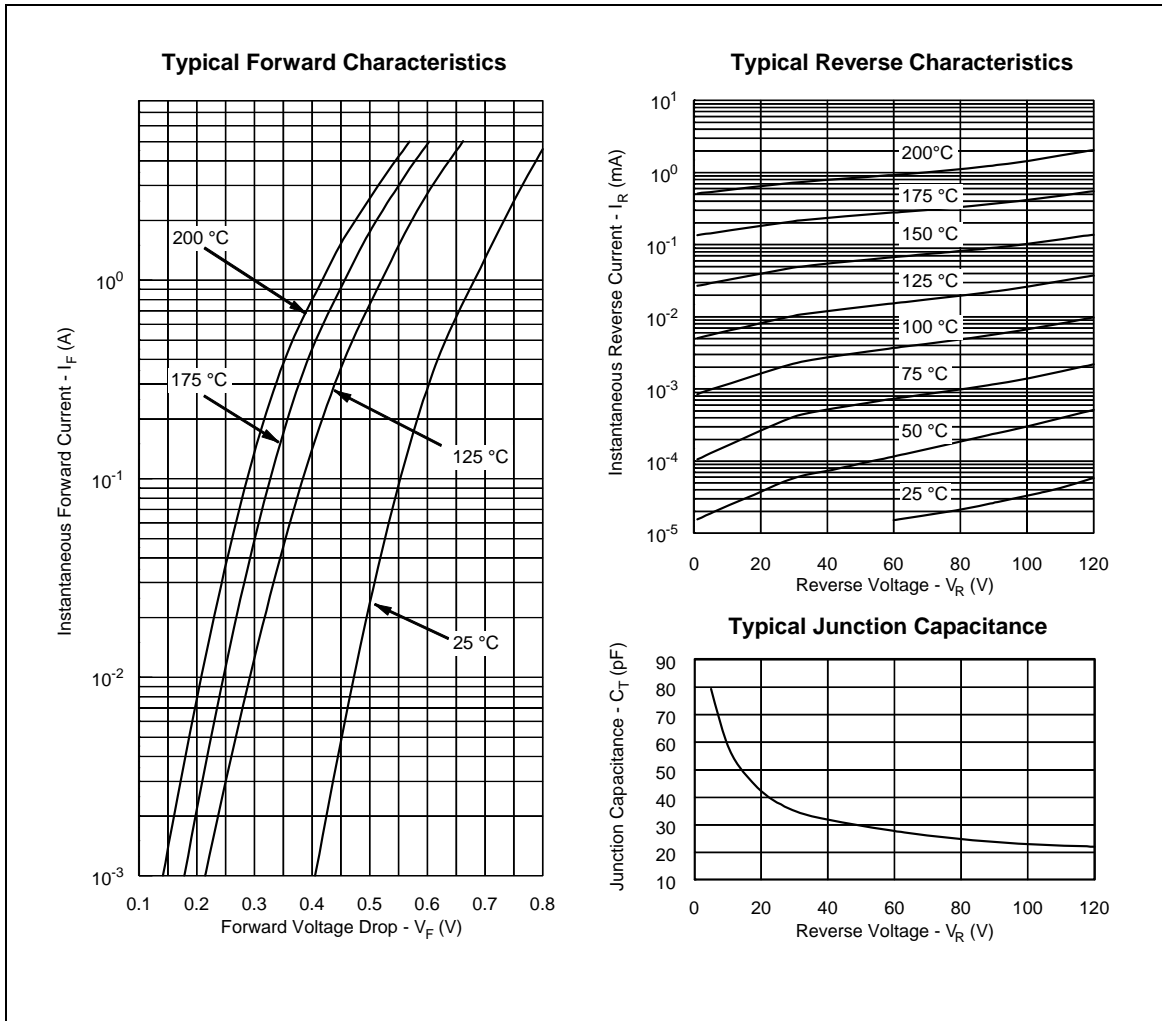 Typical Forward Characteristics
Instantaneous Forward Current - I_F (A)
10^0
10^-1
10^-2
10^-3
200 °C
175 °C
125 °C
25 °C
0.1 0.2 0.3 0.4 0.5 0.6 0.7 0.8
Forward Voltage Drop - V_F (V)
Typical Reverse Characteristics
Instantaneous Reverse Current - I_R (mA)
10^1
10^0
10^-1
10^-2
10^-3
10^-4
10^-5
200°C
175 °C
150 °C
125 °C
100 °C
75 °C
50 °C
25 °C
0 20 40 60 80 100 120
Reverse Voltage - V_R (V)
Typical Junction Capacitance
Junction Capacitance - C_T (pF)
90
80
70
60
50
40
30
20
10
0 20 40 60 80 100 120
Reverse Voltage - V_R (V)